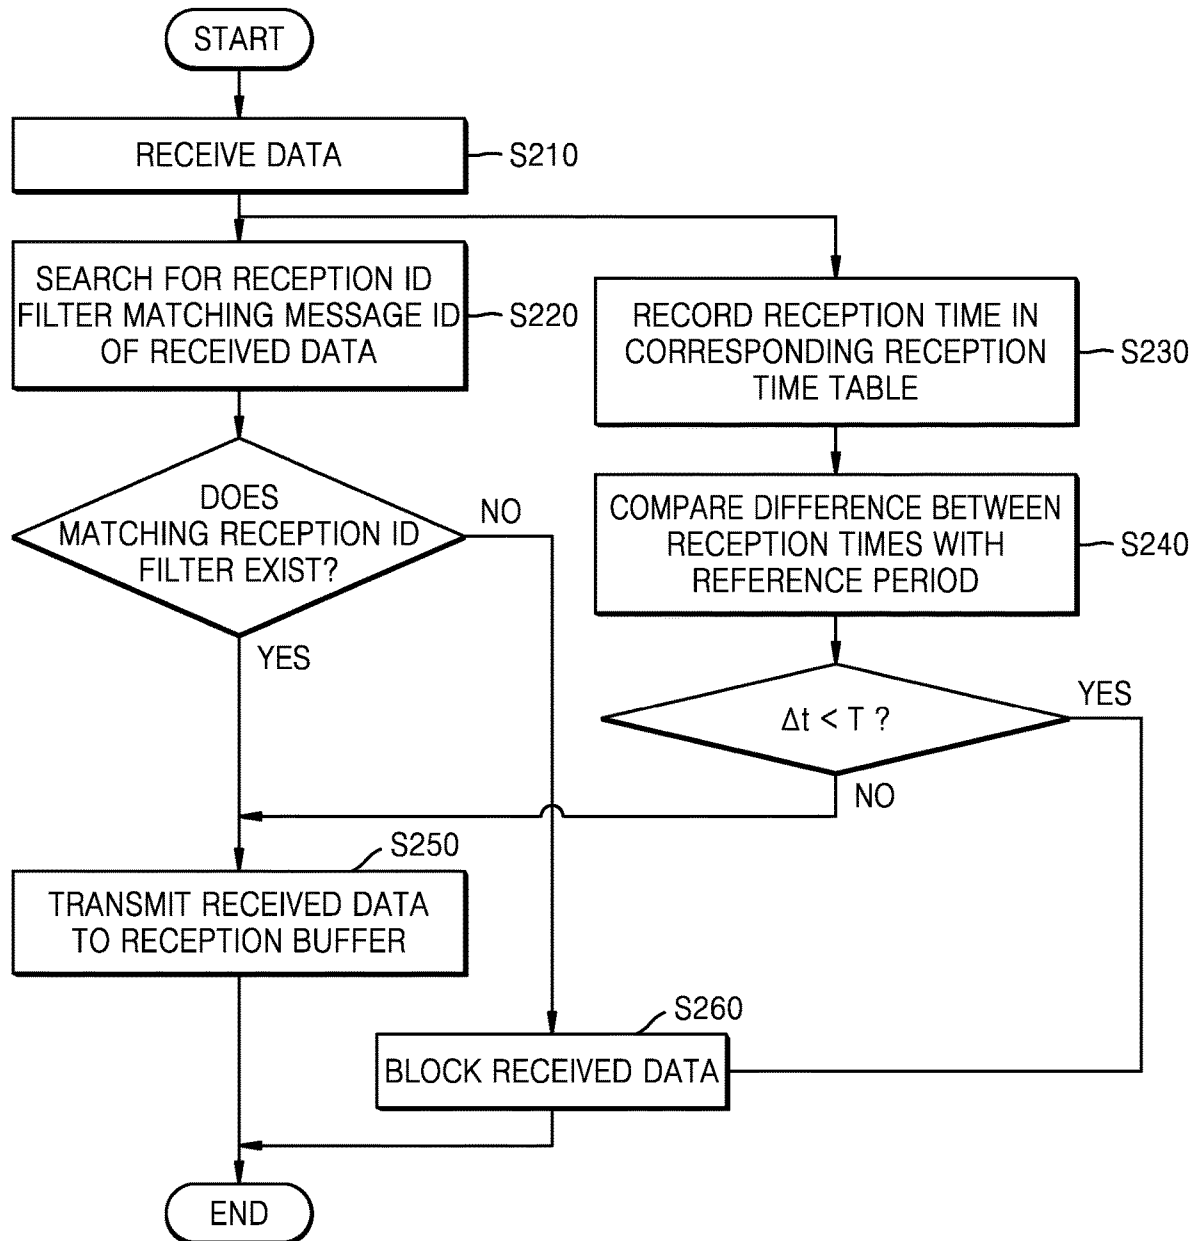 START
RECEIVE DATA
S210
SEARCH FOR RECEPTION ID
FILTER MATCHING MESSAGE ID
OF RECEIVED DATA
S220
RECORD RECEPTION TIME IN
CORRESPONDING RECEPTION
TIME TABLE
S230
DOES
MATCHING RECEPTION ID
FILTER EXIST?
NO
YES
COMPARE DIFFERENCE BETWEEN
RECEPTION TIMES WITH
REFERENCE PERIOD
S240
Δt < T ?
YES
NO
S250
TRANSMIT RECEIVED DATA
TO RECEPTION BUFFER
S260
BLOCK RECEIVED DATA
END